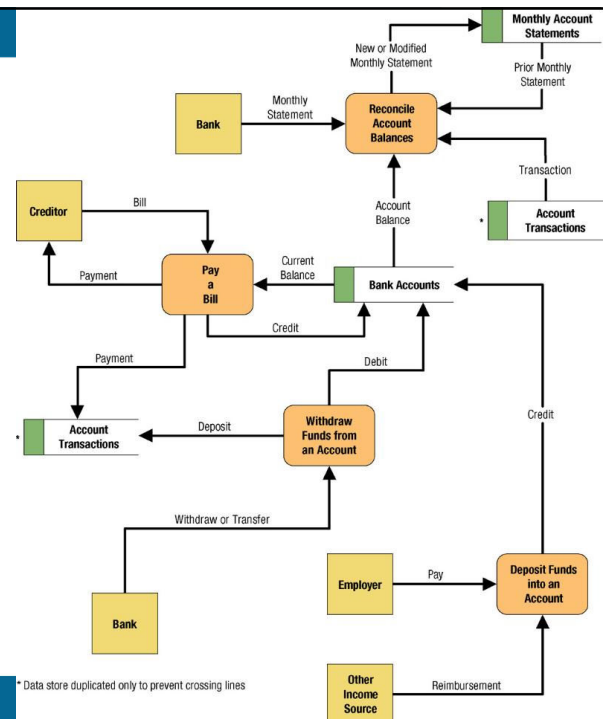 Monthly Account
Statements
New or Modified
Monthly Statement
Prior Monthly
Statement
Monthly
Statement
Bank
Reconcile
Account
Balances
Transaction
Account
Balance
* Account
Transactions
Creditor
Bill
Payment
Pay
a
Bill
Current
Balance
Bank Accounts
Credit
Payment
Debit
Credit
* Account
Transactions
Deposit
Withdraw
Funds from
an Account
Withdraw or Transfer
Bank
Employer
Pay
Deposit Funds
into an
Account
Other
Income
Source
Reimbursement
* Data store duplicated only to prevent crossing lines